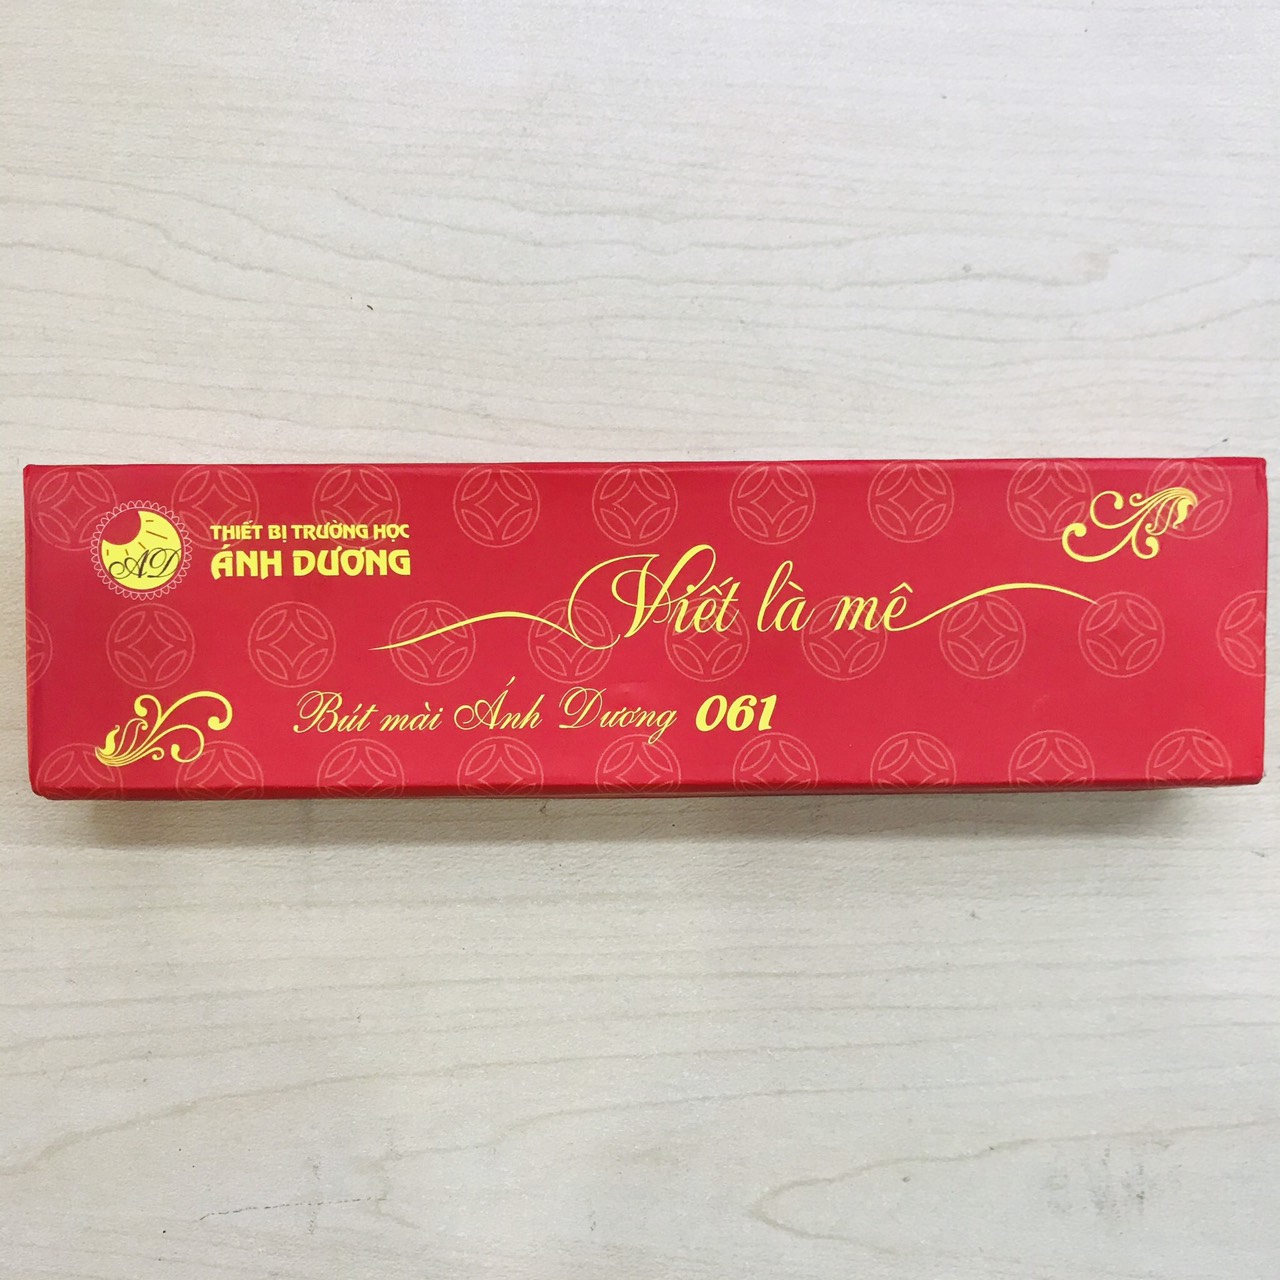 AD
THIẾT BỊ TRƯỜNG HỌC
ÁNH DƯƠNG
Viết là mê
Bút mài Ánh Dương 061